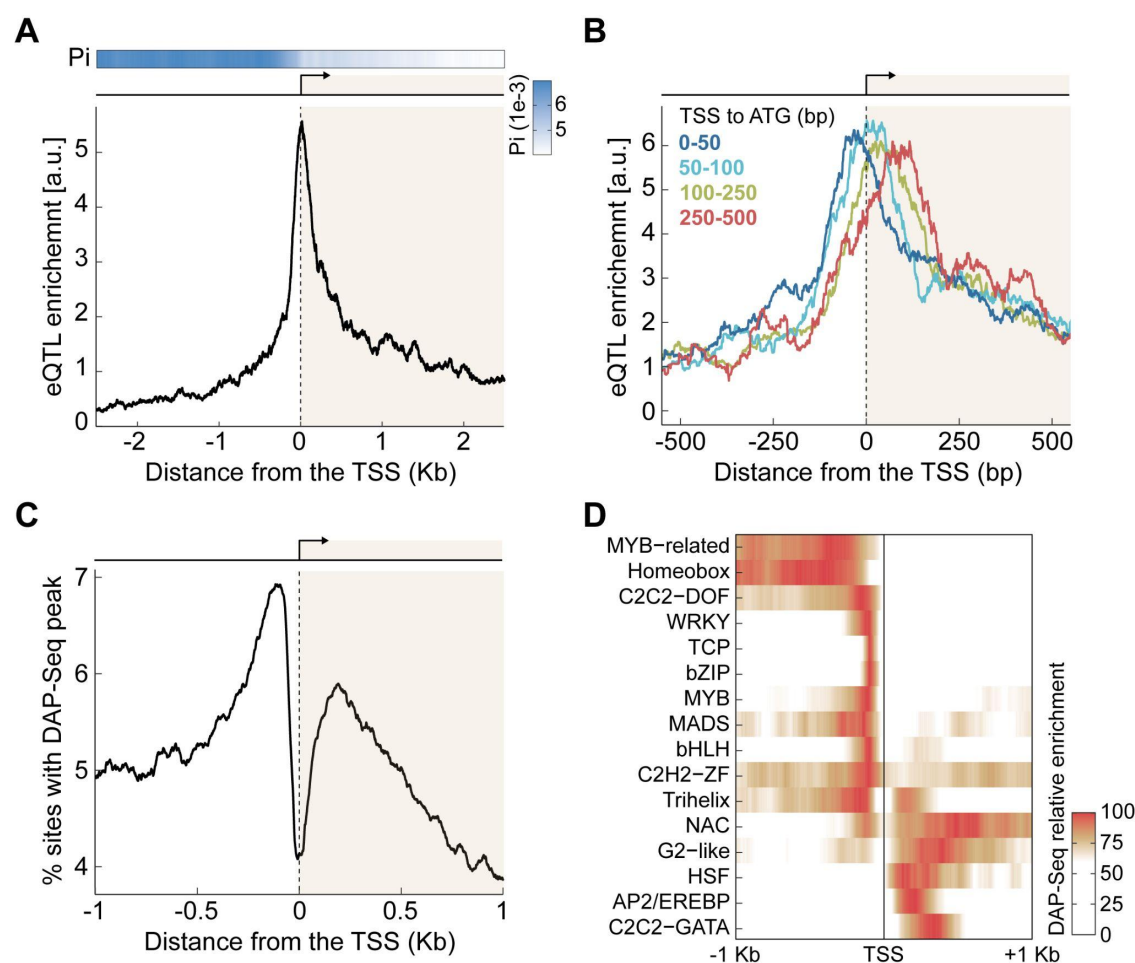 A
Pi
Pi (1e-3)
6
5
eQTL enrichemnt [a.u.]
5
4
3
2
1
0
-2
-1
0
1
2
Distance from the TSS (Kb)
B
TSS to ATG (bp)
0-50
50-100
100-250
250-500
eQTL enrichemnt [a.u.]
6
5
4
3
2
1
0
-500
-250
0
250
500
Distance from the TSS (bp)
C
% sites with DAP-Seq peak
7
6
5
4
-1
-0.5
0
0.5
1
Distance from the TSS (Kb)
D
MYB−related
Homeobox
C2C2−DOF
WRKY
TCP
bZIP
MYB
MADS
bHLH
C2H2−ZF
Trihelix
NAC
G2−like
HSF
AP2/EREBP
C2C2−GATA
-1 Kb
TSS
+1 Kb
DAP-Seq relative enrichment
100
75
50
25
0